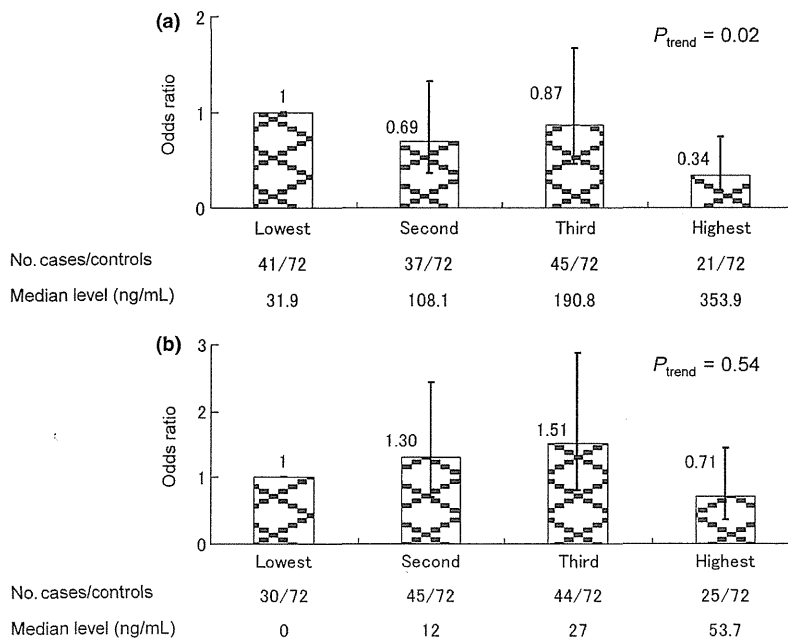 (a)
2
1
0
Odds ratio
P trend = 0.02
1
0.69
0.87
0.34
Lowest Second Third Highest
No. cases/controls 41/72 37/72 45/72 21/72
Median level (ng/mL) 31.9 108.1 190.8 353.9
(b)
3
2
1
0
Odds ratio
P trend = 0.54
1
1.30
1.51
0.71
Lowest Second Third Highest
No. cases/controls 30/72 45/72 44/72 25/72
Median level (ng/mL) 0 12 27 53.7